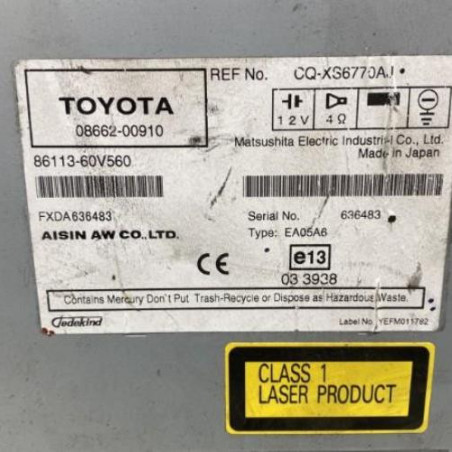 REF No. CQ-XS6770AJ
TOYOTA
08662-00910
12V 4Ω
Matsushita Electric Industrial Co., Ltd.
Made in Japan
86113-60V560
FXDA636483
Serial No. 636483
AISIN AW CO.,LTD.
Type: EA05A6
CE
e13
03 3938
Contains Mercury Don't Put Trash-Recycle or Dispose as Hazardous Waste.
Jedekind
Label No. YEFM011782
CLASS 1
LASER PRODUCT